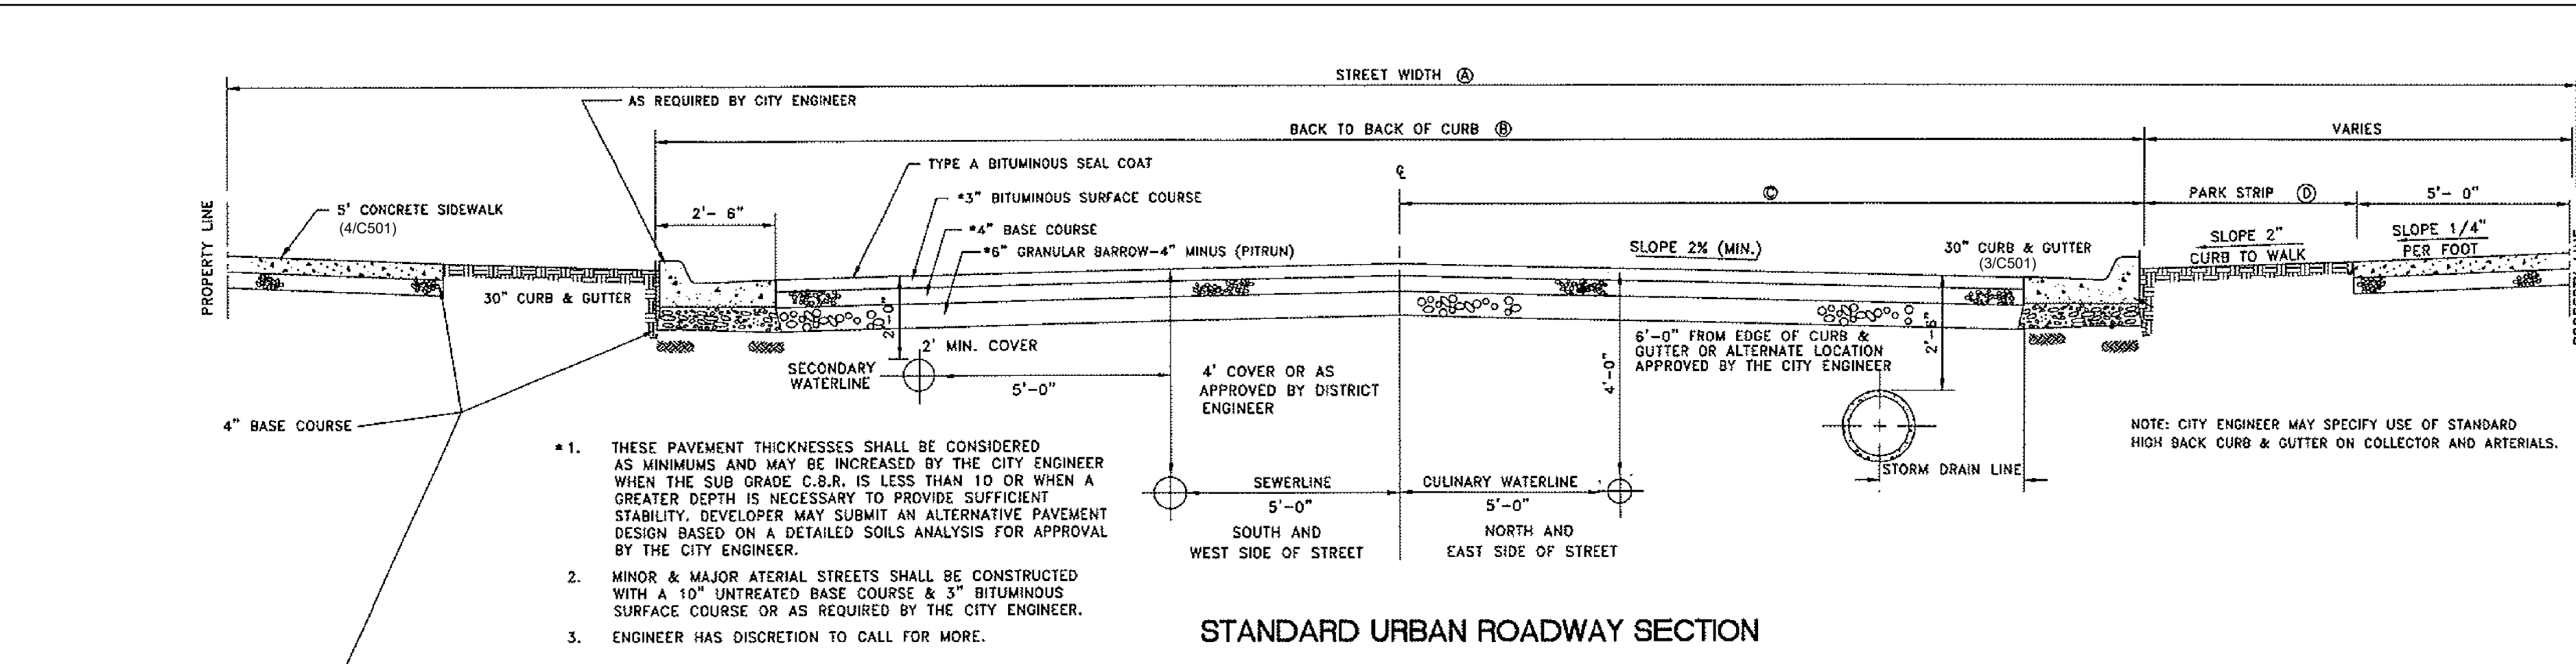 STREET WIDTH Ⓐ
AS REQUIRED BY CITY ENGINEER
BACK TO BACK OF CURB Ⓑ
VARIES
TYPE A BITUMINOUS SEAL COAT
℄
*3" BITUMINOUS SURFACE COURSE
Ⓒ
PARK STRIP Ⓓ
5'- 0"
PROPERTY LINE
5' CONCRETE SIDEWALK
(4/C501)
2'- 6"
*4" BASE COURSE
*6" GRANULAR BARROW-4" MINUS (PITRUN)
SLOPE 2% (MIN.)
30" CURB & GUTTER
(3/C501)
SLOPE 2"
CURB TO WALK
SLOPE 1/4"
PER FOOT
30" CURB & GUTTER
2'-0"
2' MIN. COVER
SECONDARY
WATERLINE
5'-0"
4' COVER OR AS
APPROVED BY DISTRICT
ENGINEER
4'-0"
6'-0" FROM EDGE OF CURB &
GUTTER OR ALTERNATE LOCATION
APPROVED BY THE CITY ENGINEER
2'-6"
4" BASE COURSE
STORM DRAIN LINE
NOTE: CITY ENGINEER MAY SPECIFY USE OF STANDARD
HIGH BACK CURB & GUTTER ON COLLECTOR AND ARTERIALS.
SEWERLINE
5'-0"
SOUTH AND
WEST SIDE OF STREET
CULINARY WATERLINE
5'-0"
NORTH AND
EAST SIDE OF STREET
*1. THESE PAVEMENT THICKNESSES SHALL BE CONSIDERED
AS MINIMUMS AND MAY BE INCREASED BY THE CITY ENGINEER
WHEN THE SUB GRADE C.B.R. IS LESS THAN 10 OR WHEN A
GREATER DEPTH IS NECESSARY TO PROVIDE SUFFICIENT
STABILITY. DEVELOPER MAY SUBMIT AN ALTERNATIVE PAVEMENT
DESIGN BASED ON A DETAILED SOILS ANALYSIS FOR APPROVAL
BY THE CITY ENGINEER.
2. MINOR & MAJOR ATERIAL STREETS SHALL BE CONSTRUCTED
WITH A 10" UNTREATED BASE COURSE & 3" BITUMINOUS
SURFACE COURSE OR AS REQUIRED BY THE CITY ENGINEER.
3. ENGINEER HAS DISCRETION TO CALL FOR MORE.
STANDARD URBAN ROADWAY SECTION